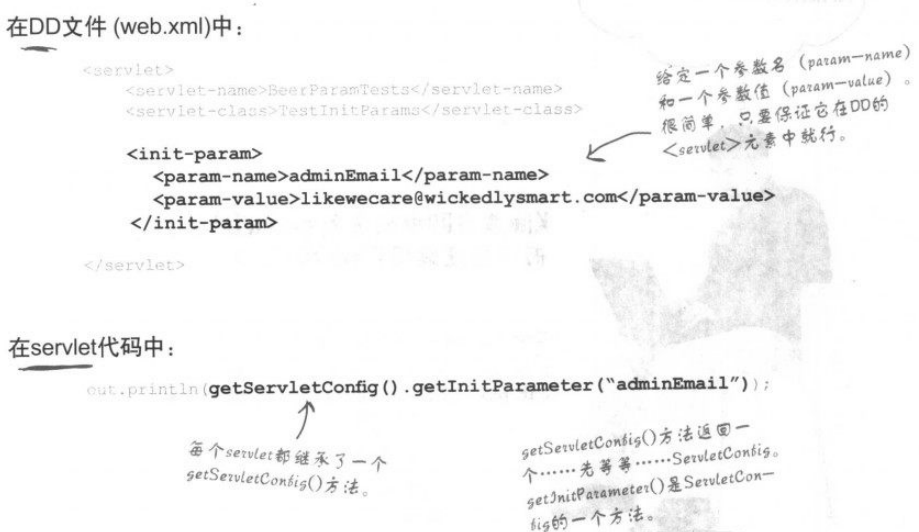 在DD文件 (web.xml)中：
<servlet>
<servlet-name>BeerParamTests</servlet-name>
<servlet-class>TestInitParams</servlet-class>
<init-param>
<param-name>adminEmail</param-name>
<param-value>likewecare@wickedlysmart.com</param-value>
</init-param>
</servlet>
给定一个参数名（param—name）
和一个参数值（param—value）。
很简单，只要保证它在DD的
<servlet>元素中就行。
在servlet代码中：
out.println(getServletConfig().getInitParameter(“adminEmail”));
每个servlet都继承了一个
getServletConfig()方法。
getServletConfig()方法返回一
个……先等等……ServletConfig。
getInitParameter()是ServletCon—
fig的一个方法。